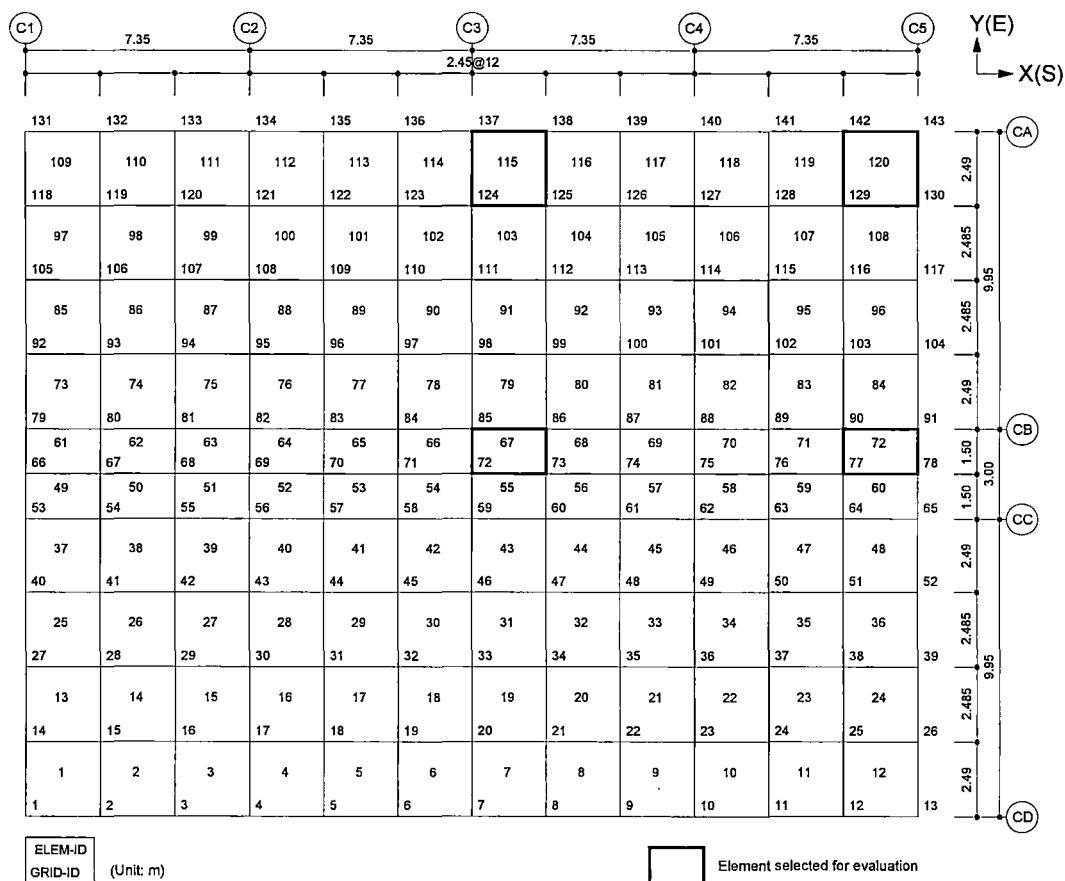 C1 C2 C3 C4 C5 Y(E)
7.35 7.35 7.35 7.35
2.45@12 X(S)
131 132 133 134 135 136 137 138 139 140 141 142 143 CA
109 110 111 112 113 114 115 116 117 118 119 120 2.49
118 119 120 121 122 123 124 125 126 127 128 129 130
97 98 99 100 101 102 103 104 105 106 107 108 2.485
105 106 107 108 109 110 111 112 113 114 115 116 117 9.95
85 86 87 88 89 90 91 92 93 94 95 96 2.485
92 93 94 95 96 97 98 99 100 101 102 103 104
73 74 75 76 77 78 79 80 81 82 83 84 2.49
79 80 81 82 83 84 85 86 87 88 89 90 91 CB
61 62 63 64 65 66 67 68 69 70 71 72 1.50
66 67 68 69 70 71 72 73 74 75 76 77 78 3.00
49 50 51 52 53 54 55 56 57 58 59 60 1.50
53 54 55 56 57 58 59 60 61 62 63 64 65 CC
37 38 39 40 41 42 43 44 45 46 47 48 2.49
40 41 42 43 44 45 46 47 48 49 50 51 52
25 26 27 28 29 30 31 32 33 34 35 36 2.485
27 28 29 30 31 32 33 34 35 36 37 38 39 9.95
13 14 15 16 17 18 19 20 21 22 23 24 2.485
14 15 16 17 18 19 20 21 22 23 24 25 26
1 2 3 4 5 6 7 8 9 10 11 12 2.49
1 2 3 4 5 6 7 8 9 10 11 12 13 CD
ELEM-ID
GRID-ID (Unit: m) Element selected for evaluation